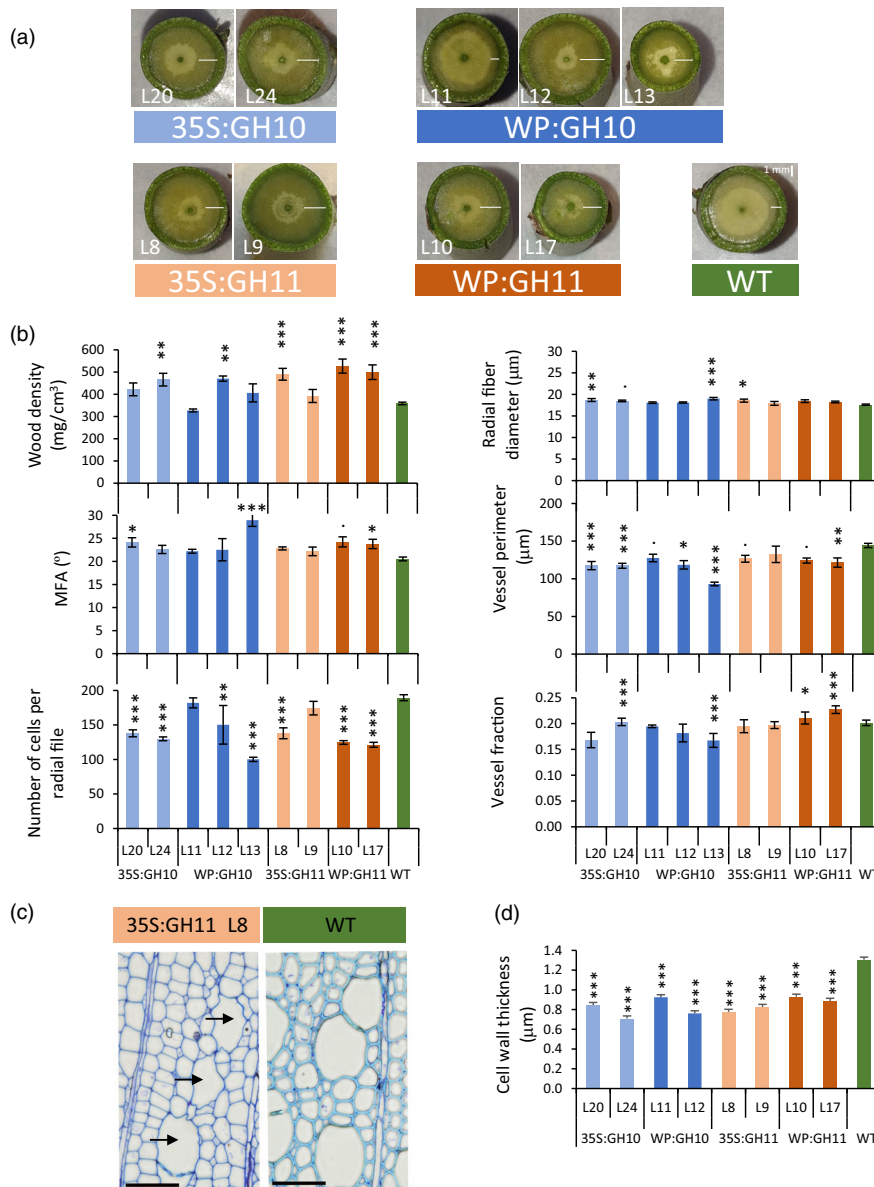 (a)
L20 L24 L11 L12 L13
35S:GH10 WP:GH10
1 mm
L8 L9 L10 L17
35S:GH11 WP:GH11 WT
(b)
Wood density
(mg/cm³)
600
500
400
300
200
100
0
** ** *** *** ***
MFA (º)
30
25
20
15
10
5
0
* *** . *
Number of cells per
radial file
200
150
100
50
0
*** *** ** *** *** *** ***
L20 L24 L11 L12 L13 L8 L9 L10 L17
35S:GH10 WP:GH10 35S:GH11 WP:GH11 WT
Radial fiber
diameter (µm)
30
25
20
15
10
5
0
** . *** *
Vessel perimeter
(µm)
200
150
100
50
0
*** *** . * *** . . **
Vessel fraction
0.25
0.20
0.15
0.10
0.05
0.00
*** *** * ***
L20 L24 L11 L12 L13 L8 L9 L10 L17
35S:GH10 WP:GH10 35S:GH11 WP:GH11 WT
(c)
35S:GH11 L8 WT
(d)
Cell wall thickness
(µm)
1.4
1.2
1.0
0.8
0.6
0.4
0.2
0.0
*** *** *** *** *** *** *** ***
L20 L24 L11 L12 L8 L9 L10 L17
35S:GH10 WP:GH10 35S:GH11 WP:GH11 WT